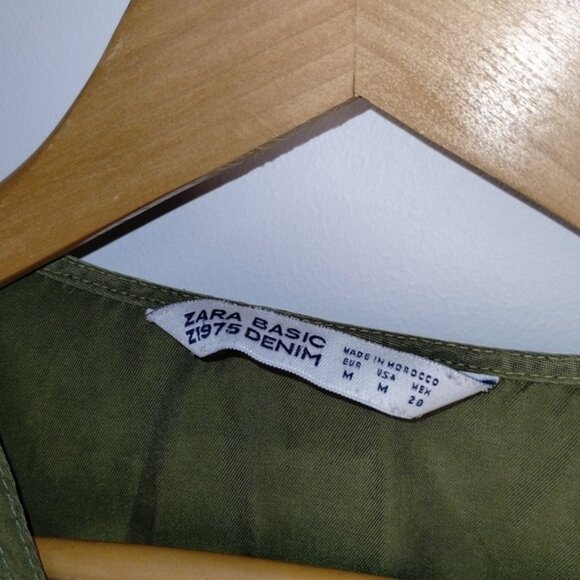 ZARA BASIC
Z1975 DENIM
MADE IN MOROCCO
EUR USA MEX
M M 28